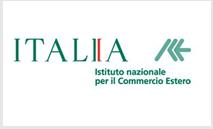 ITALIA
Istituto nazionale
per il Commercio Estero